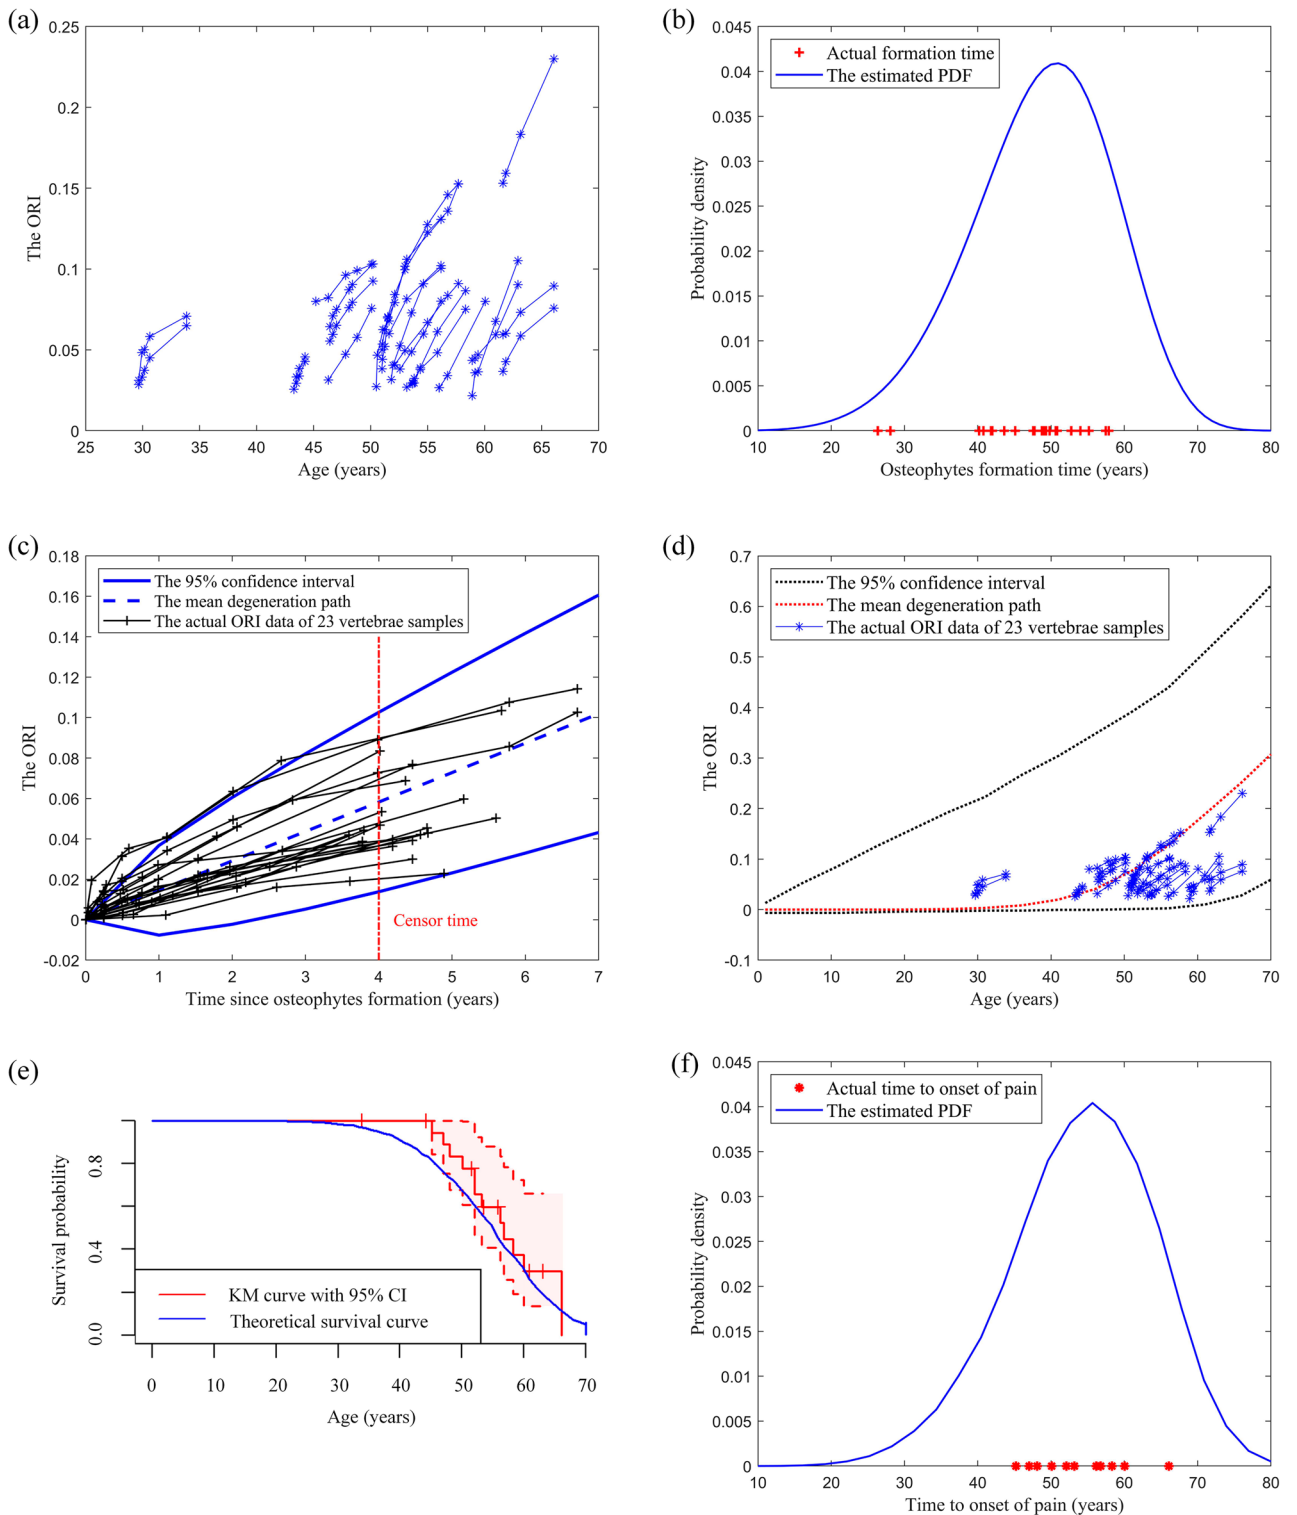 (a)
0.25
0.2
0.15
0.1
0.05
0
The ORI
25 30 35 40 45 50 55 60 65 70
Age (years)
(b)
0.045
0.04
0.035
0.03
0.025
0.02
0.015
0.01
0.005
0
Probability density
Actual formation time
The estimated PDF
10 20 30 40 50 60 70 80
Osteophytes formation time (years)
(c)
0.18
0.16
0.14
0.12
0.1
0.08
0.06
0.04
0.02
0
-0.02
The ORI
The 95% confidence interval
The mean degeneration path
The actual ORI data of 23 vertebrae samples
Censor time
0 1 2 3 4 5 6 7
Time since osteophytes formation (years)
(d)
0.7
0.6
0.5
0.4
0.3
0.2
0.1
0
-0.1
The ORI
The 95% confidence interval
The mean degeneration path
The actual ORI data of 23 vertebrae samples
0 10 20 30 40 50 60 70
Age (years)
(e)
0.8
0.4
0.0
Survival probability
KM curve with 95% CI
Theoretical survival curve
0 10 20 30 40 50 60 70
Age (years)
(f)
0.045
0.04
0.035
0.03
0.025
0.02
0.015
0.01
0.005
0
Probability density
Actual time to onset of pain
The estimated PDF
10 20 30 40 50 60 70 80
Time to onset of pain (years)